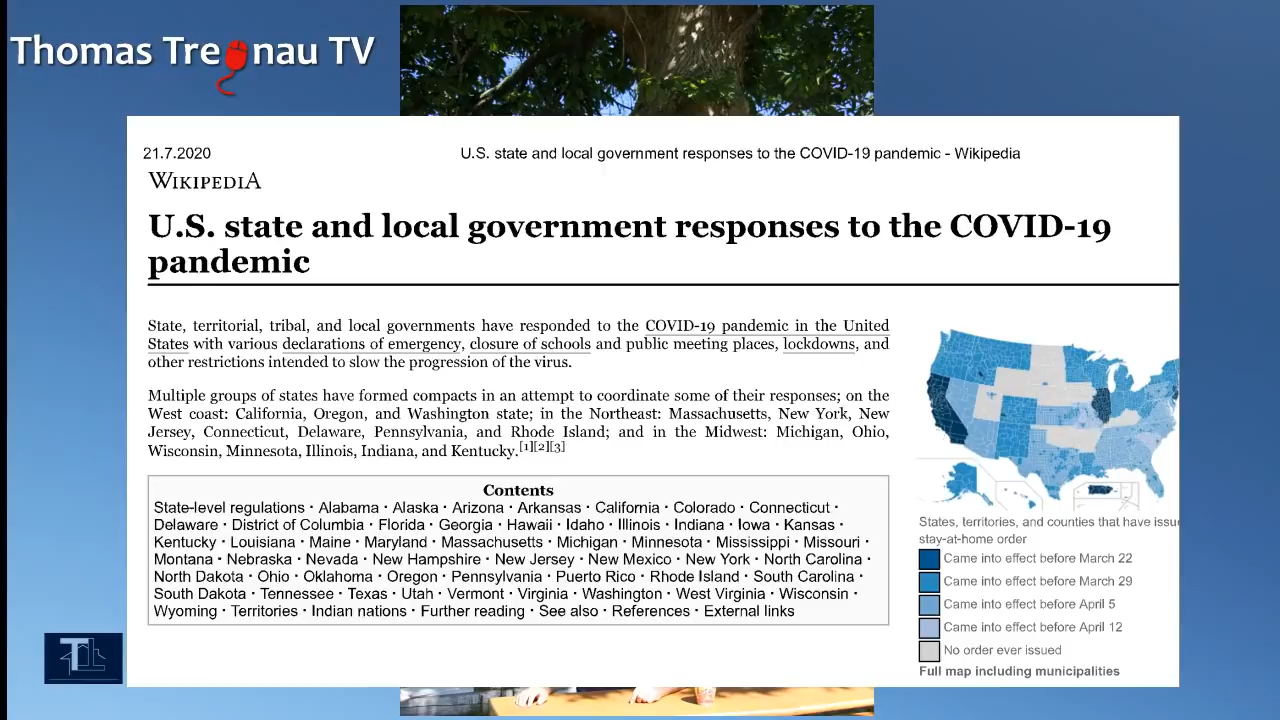 Thomas Tre nau TV
21.7.2020 U.S. state and local government responses to the COVID-19 pandemic - Wikipedia
WIKIPEDIA
U.S. state and local government responses to the COVID-19
pandemic
State, territorial, tribal, and local governments have responded to the COVID-19 pandemic in the United
States with various declarations of emergency, closure of schools and public meeting places, lockdowns, and
other restrictions intended to slow the progression of the virus.
Multiple groups of states have formed compacts in an attempt to coordinate some of their responses; on the
West coast: California, Oregon, and Washington state; in the Northeast: Massachusetts, New York, New
Jersey, Connecticut, Delaware, Pennsylvania, and Rhode Island; and in the Midwest: Michigan, Ohio,
Wisconsin, Minnesota, Illinois, Indiana, and Kentucky.[1][2][3]
Contents
State-level regulations · Alabama · Alaska · Arizona · Arkansas · California · Colorado · Connecticut ·
Delaware · District of Columbia · Florida · Georgia · Hawaii · Idaho · Illinois · Indiana · Iowa · Kansas ·
Kentucky · Louisiana · Maine · Maryland · Massachusetts · Michigan · Minnesota · Mississippi · Missouri ·
Montana · Nebraska · Nevada · New Hampshire · New Jersey · New Mexico · New York · North Carolina ·
North Dakota · Ohio · Oklahoma · Oregon · Pennsylvania · Puerto Rico · Rhode Island · South Carolina ·
South Dakota · Tennessee · Texas · Utah · Vermont · Virginia · Washington · West Virginia · Wisconsin ·
Wyoming · Territories · Indian nations · Further reading · See also · References · External links
States, territories, and counties that have issu
stay-at-home order
Came into effect before March 22
Came into effect before March 29
Came into effect before April 5
Came into effect before April 12
No order ever issued
Full map including municipalities